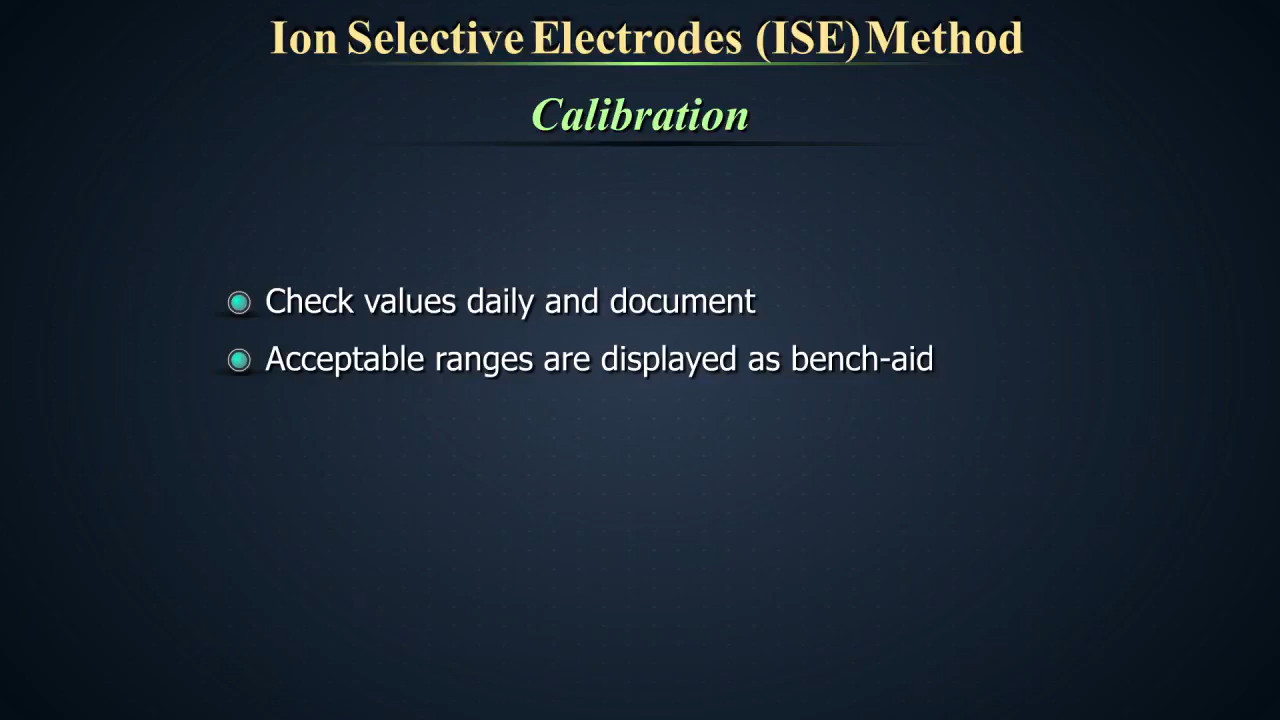 Ion Selective Electrodes (ISE) Method
Calibration
Check values daily and document
Acceptable ranges are displayed as bench-aid